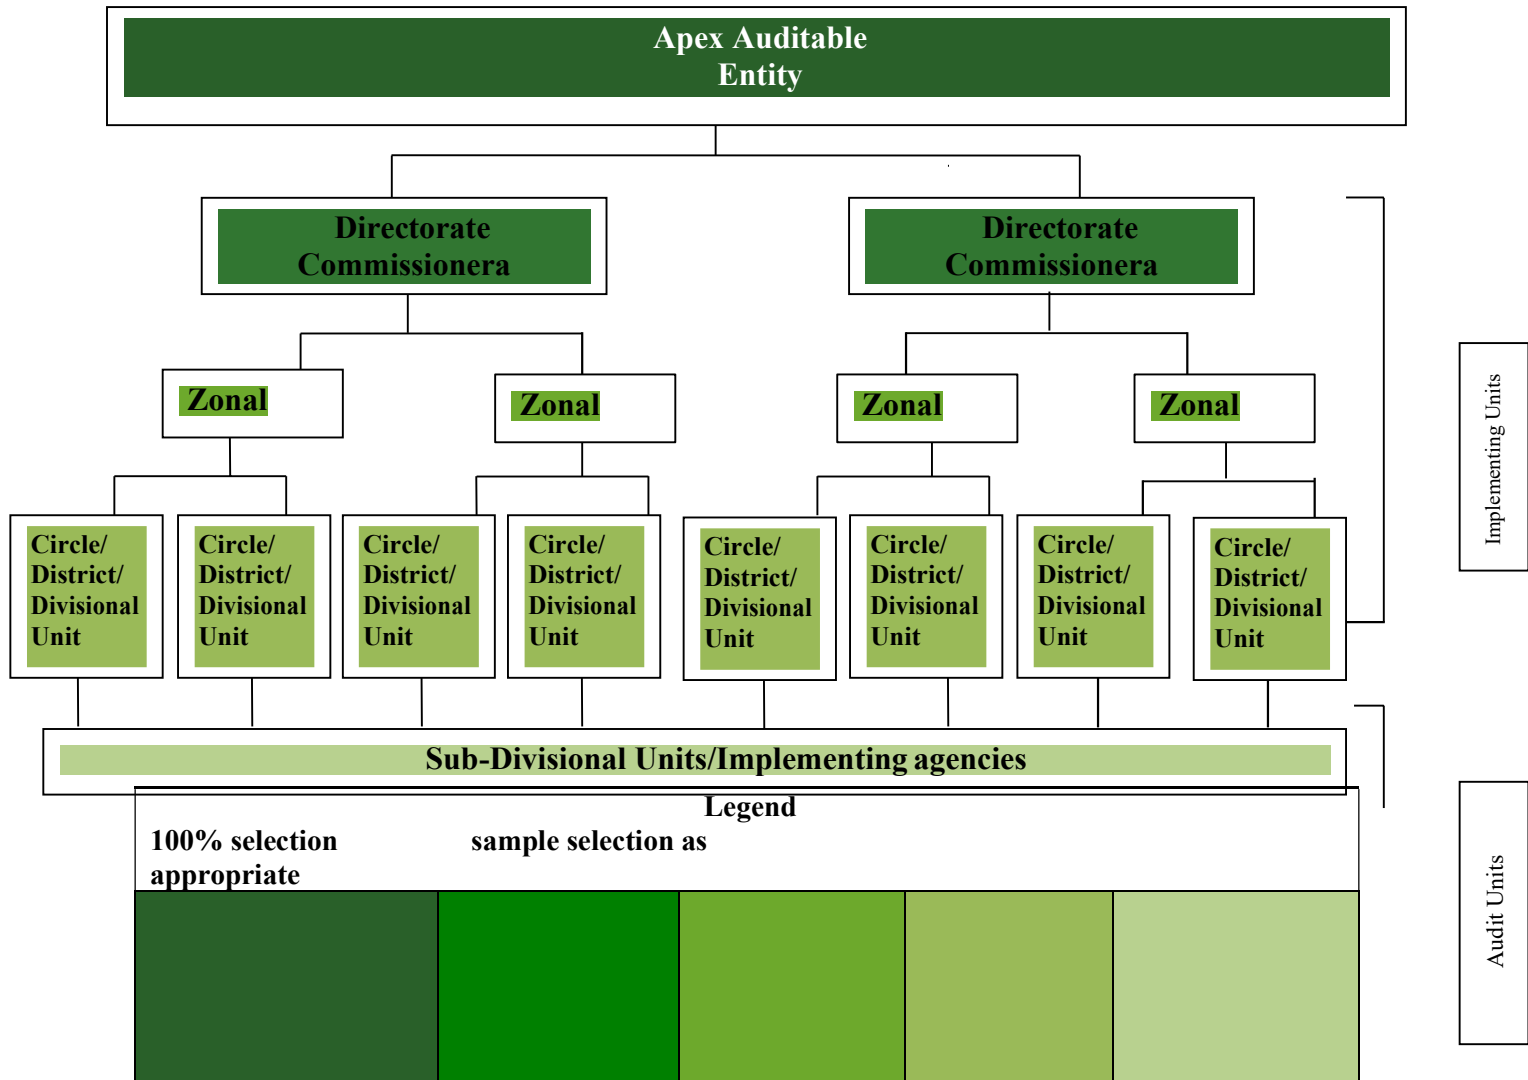 Apex Auditable
Entity
Directorate
Commissionera
Directorate
Commissionera
Zonal
Zonal
Zonal
Zonal
Circle/
District/
Divisional
Unit
Circle/
District/
Divisional
Unit
Circle/
District/
Divisional
Unit
Circle/
District/
Divisional
Unit
Circle/
District/
Divisional
Unit
Circle/
District/
Divisional
Unit
Circle/
District/
Divisional
Unit
Circle/
District/
Divisional
Unit
Implementing Units
Sub-Divisional Units/Implementing agencies
Legend
100% selection sample selection as
appropriate
Audit Units